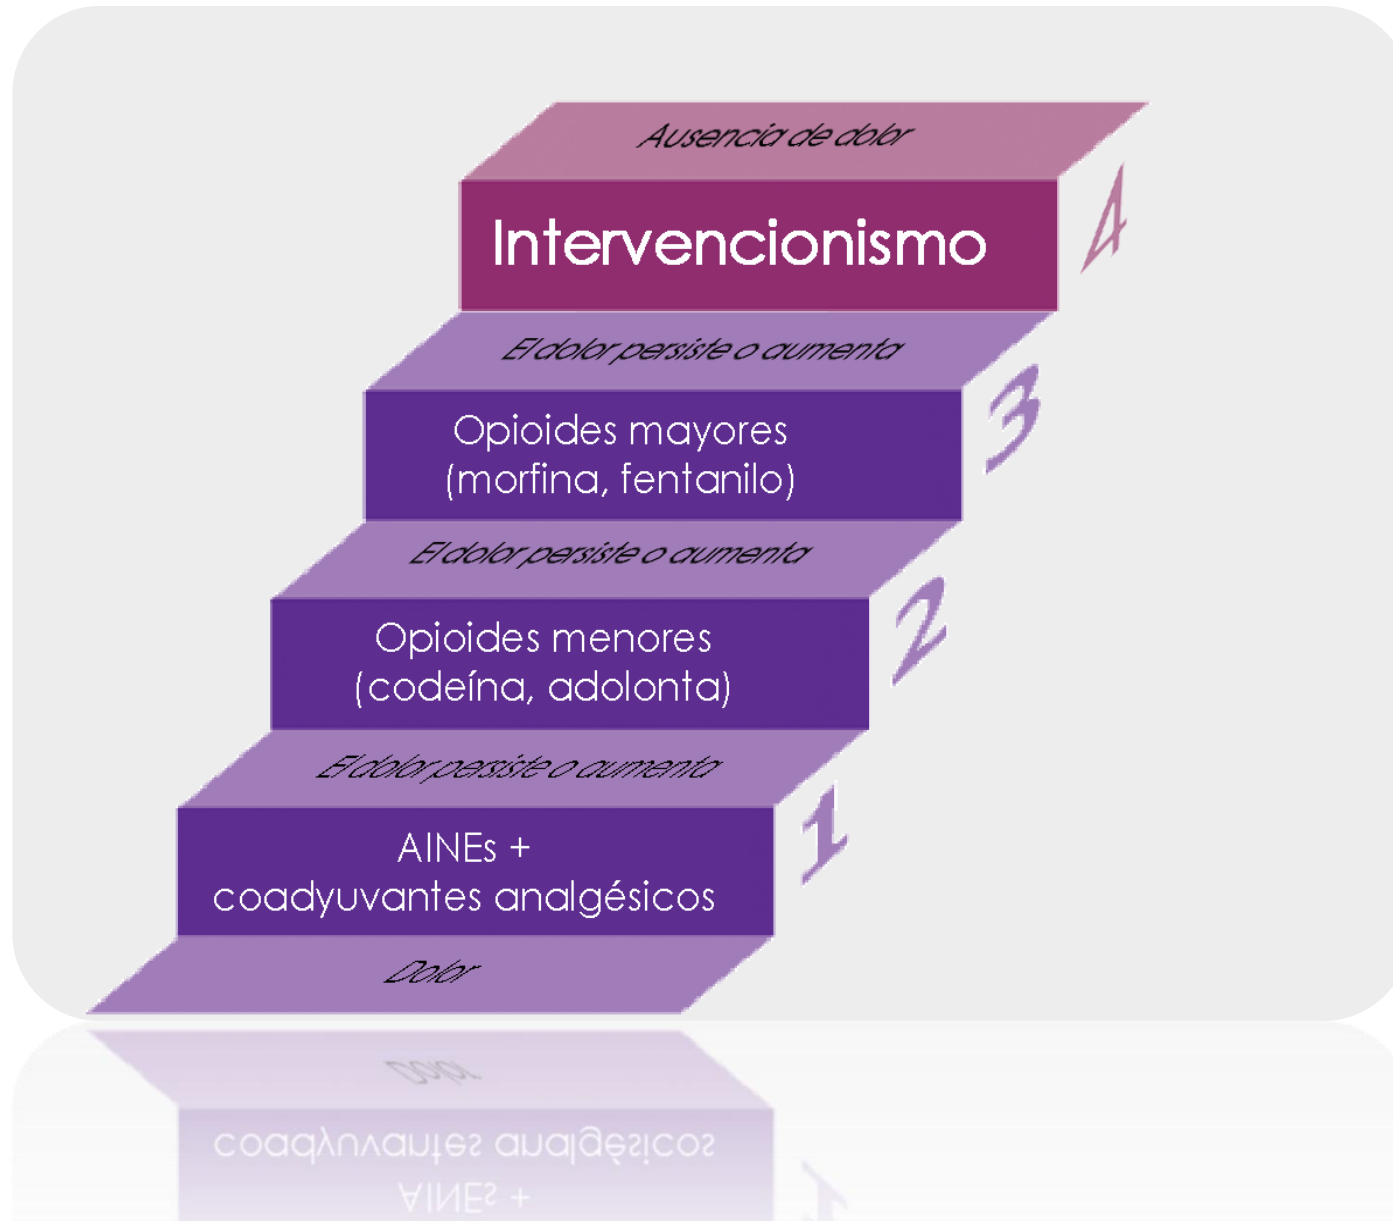 Ausencia de dolor
Intervencionismo
4
El dolor persiste o aumenta
Opioides mayores
(morfina, fentanilo)
3
El dolor persiste o aumenta
Opioides menores
(codeína, adolonta)
2
El dolor persiste o aumenta
AINEs +
coadyuvantes analgésicos
1
Dolor